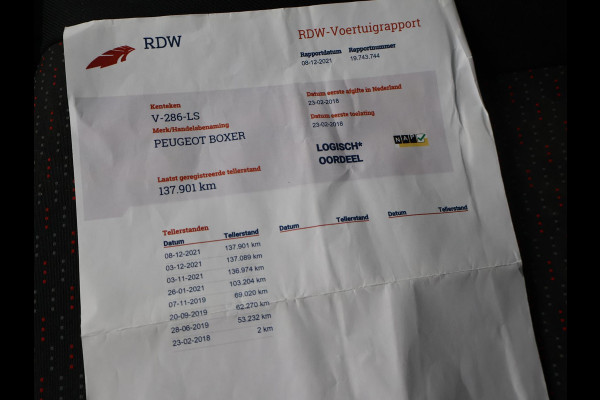 RDW
RDW-Voertuigrapport
Rapportdatum Rapportnummer
08-12-2021 18.743.744
Kenteken
V-286-LS
Merk/Handelsbenaming
PEUGEOT BOXER
Datum eerste afgifte in Nederland
23-02-2018
Datum eerste toelating
23-02-2018
Laatst geregistreerde tellerstand
137.901 km
LOGISCH*
OORDEEL
NAP
Tellerstanden
Datum Tellerstand Datum Tellerstand Datum Tellerstand
08-12-2021 137.901 km
03-12-2021 137.089 km
03-11-2021 136.974 km
26-01-2021 103.204 km
07-11-2019 69.020 km
20-09-2019 62.270 km
28-06-2019 53.232 km
23-02-2018 2 km